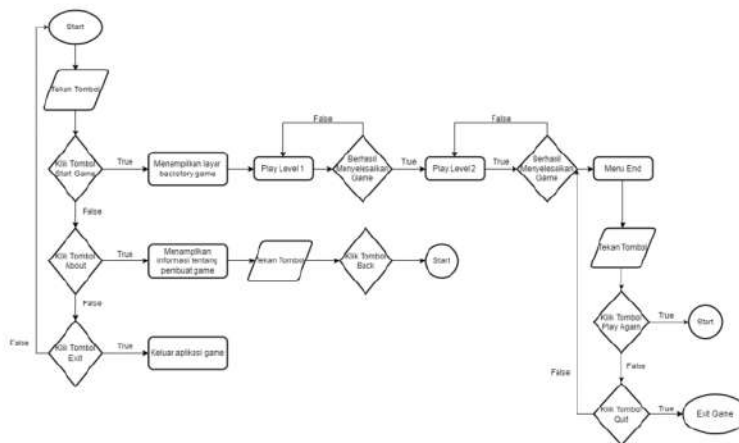 Start
Tekan Tombol
Klik Tombol
Start Game
True
Menampilkan layar
backstory game
Play Level 1
False
Berhasil
Menyelesaikan
Game
True
Play Level 2
False
True
Berhasil
Menyelesaikan
Game
Menu End
False
Klik Tombol
About
True
Menampilkan
informasi tentang
pembuat game
Tekan Tombol
Klik Tombol
Back
Start
Tekan Tombol
False
Klik Tombol
Exit
False
True
Keluar aplikasi game
Klik Tombol
Play Again
True
Start
False
False
Klik Tombol
Quit
True
Exit Game